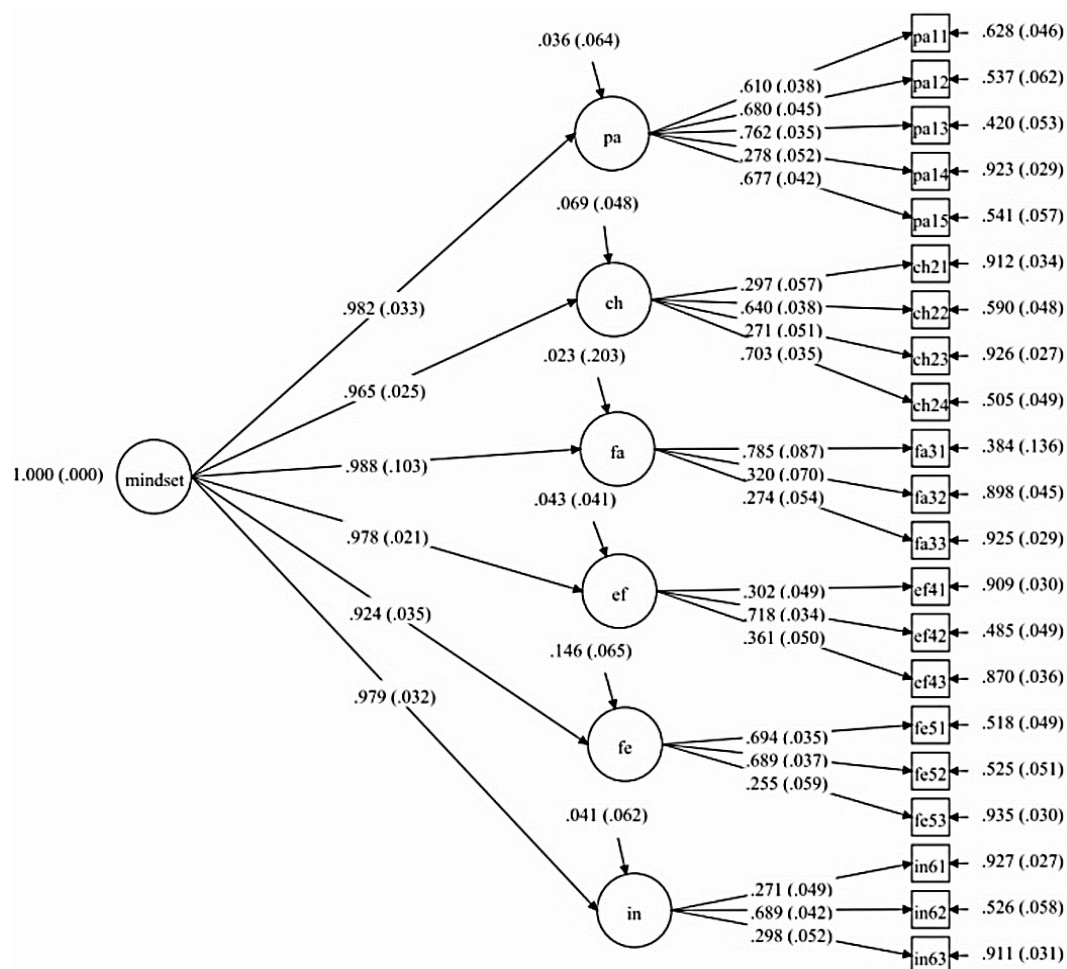 .036 (.064)
pa
.610 (.038)
.680 (.045)
.762 (.035)
.278 (.052)
.677 (.042)
pa11
.628 (.046)
pa12
.537 (.062)
pa13
.420 (.053)
pa14
.923 (.029)
pa15
.541 (.057)
.069 (.048)
ch
.297 (.057)
.640 (.038)
.271 (.051)
.703 (.035)
ch21
.912 (.034)
ch22
.590 (.048)
ch23
.926 (.027)
ch24
.505 (.049)
.982 (.033)
.965 (.025)
.988 (.103)
.978 (.021)
.924 (.035)
.979 (.032)
1.000 (.000)
mindset
.023 (.203)
fa
.785 (.087)
.320 (.070)
.274 (.054)
fa31
.384 (.136)
fa32
.898 (.045)
fa33
.925 (.029)
.043 (.041)
ef
.302 (.049)
.718 (.034)
.361 (.050)
ef41
.909 (.030)
ef42
.485 (.049)
ef43
.870 (.036)
.146 (.065)
fe
.694 (.035)
.689 (.037)
.255 (.059)
fe51
.518 (.049)
fe52
.525 (.051)
fe53
.935 (.030)
.041 (.062)
in
.271 (.049)
.689 (.042)
.298 (.052)
in61
.927 (.027)
in62
.526 (.058)
in63
.911 (.031)